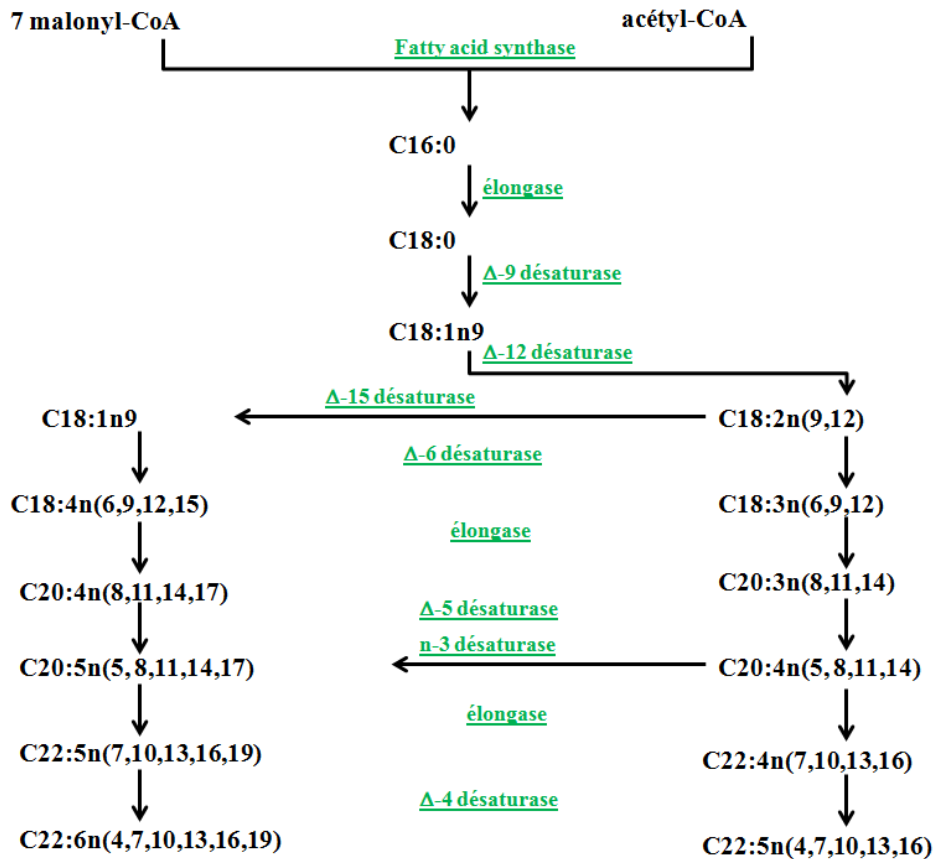 7 malonyl-CoA
acétyl-CoA
Fatty acid synthase
C16:0
élongase
C18:0
Δ-9 désaturase
C18:1n9
Δ-12 désaturase
Δ-15 désaturase
C18:1n9
C18:2n(9,12)
Δ-6 désaturase
C18:4n(6,9,12,15)
C18:3n(6,9,12)
élongase
C20:4n(8,11,14,17)
C20:3n(8,11,14)
Δ-5 désaturase
n-3 désaturase
C20:5n(5, 8,11,14,17)
C20:4n(5, 8,11,14)
élongase
C22:5n(7,10,13,16,19)
C22:4n(7,10,13,16)
Δ-4 désaturase
C22:6n(4,7,10,13,16,19)
C22:5n(4,7,10,13,16)